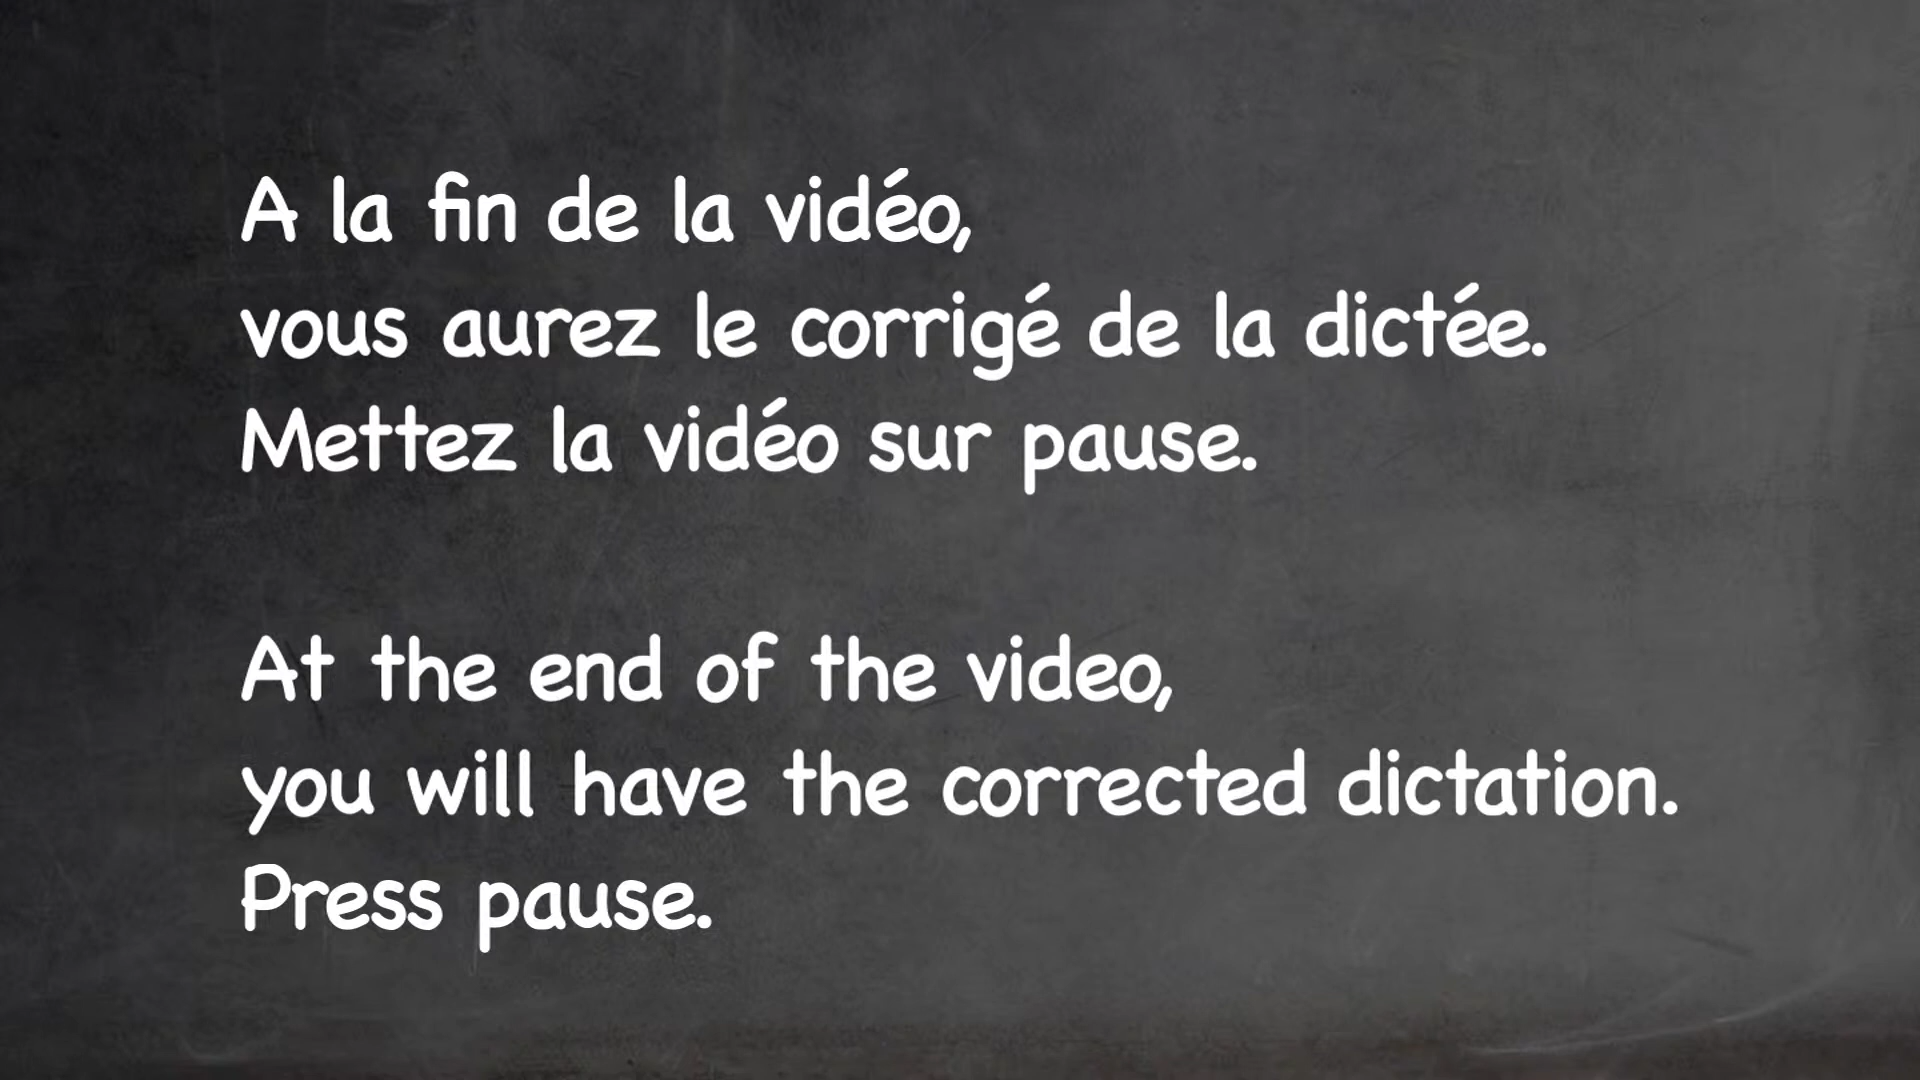 A la fin de la vidéo,
vous aurez le corrigé de la dictée.
Mettez la vidéo sur pause.
At the end of the video,
you will have the corrected dictation.
Press pause.